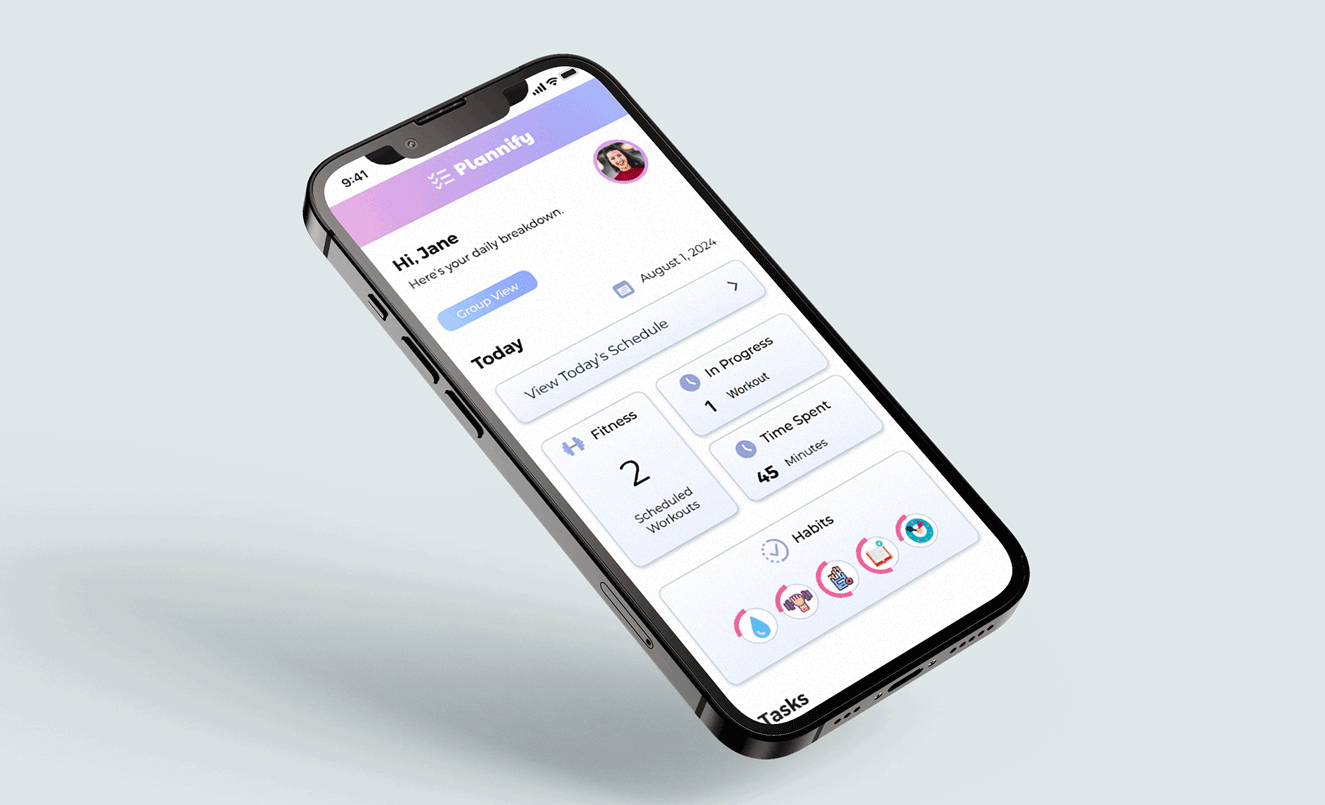 9:41
Plannify
Hi, Jane
Here's your daily breakdown.
Group View
August 1, 2024
Today
View Today's Schedule
Fitness
2
Scheduled
Workouts
In Progress
1 Workout
Time Spent
45 Minutes
Habits
Tasks